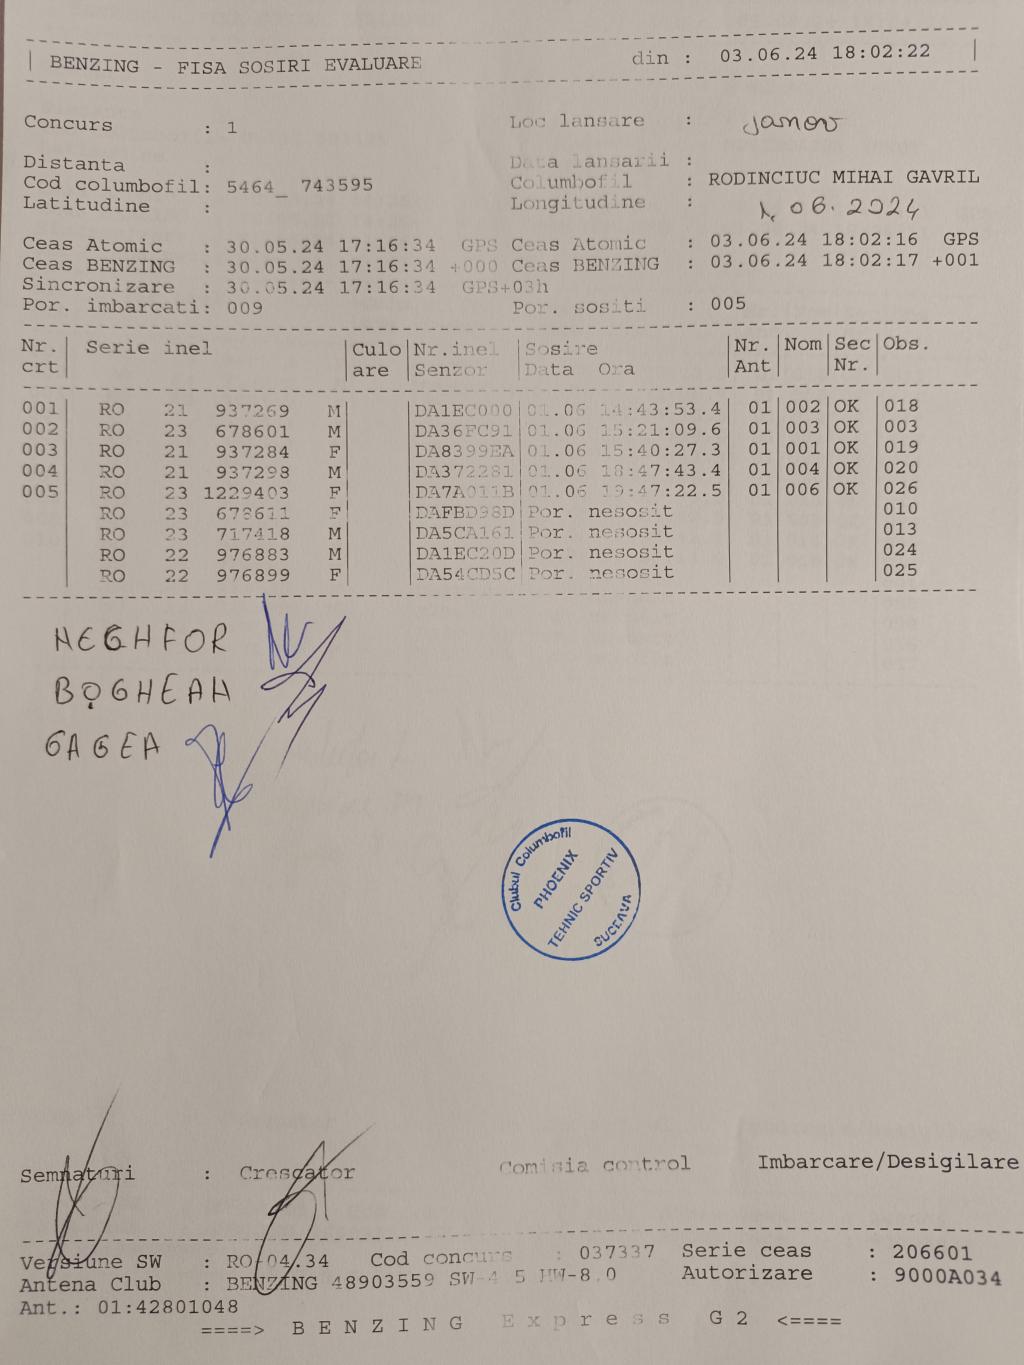 BENZING - FISA SOSIRI EVALUARE din : 03.06.24 18:02:22
Concurs : 1 Loc lansare : Janov
Distanta : Data lansarii :
Cod columbofil: 5464_ 743595 Columbofil : RODINCIUC MIHAI GAVRIL
Latitudine : Longitudine : 1, 06. 2024
Ceas Atomic : 30.05.24 17:16:34 GPS Ceas Atomic : 03.06.24 18:02:16 GPS
Ceas BENZING : 30.05.24 17:16:34 +000 Ceas BENZING : 03.06.24 18:02:17 +001
Sincronizare : 30.05.24 17:16:34 GPS+03h
Por. imbarcati: 009 Por. sositi : 005
Nr. Serie inel Culo Nr.inel Sosire Nr. Nom Sec Obs.
crt are Senzor Data Ora Ant Nr.
001 RO 21 937269 M DA1EC000 01.06 14:43:53.4 01 002 OK 018
002 RO 23 678601 M DA36FC91 01.06 15:21:09.6 01 003 OK 003
003 RO 21 937284 F DA8399EA 01.06 15:40:27.3 01 001 OK 019
004 RO 21 937298 M DA372281 01.06 18:47:43.4 01 004 OK 020
005 RO 23 1229403 F DA7A011B 01.06 19:47:22.5 01 006 OK 026
RO 23 678611 F DAFBD98D Por. nesosit 010
RO 23 717418 M DA5CA161 Por. nesosit 013
RO 22 976883 M DA1EC20D Por. nesosit 024
RO 22 976899 F DA54CD5C Por. nesosit 025
NEGHFOR
BOGHEAN
GAGEA
Clubul Columbofil
PHOENIX
TEHNIC SPORTIV
SUCEAVA
Semnaturi : Crescator Comisia control Imbarcare/Desigilare
Versiune SW : RO-04.34 Cod concurs : 037337 Serie ceas : 206601
Antena Club : BENZING 48903559 SW-4.5 HW-8.0 Autorizare : 9000A034
Ant.: 01:42801048
====> BENZING Express G2 <====